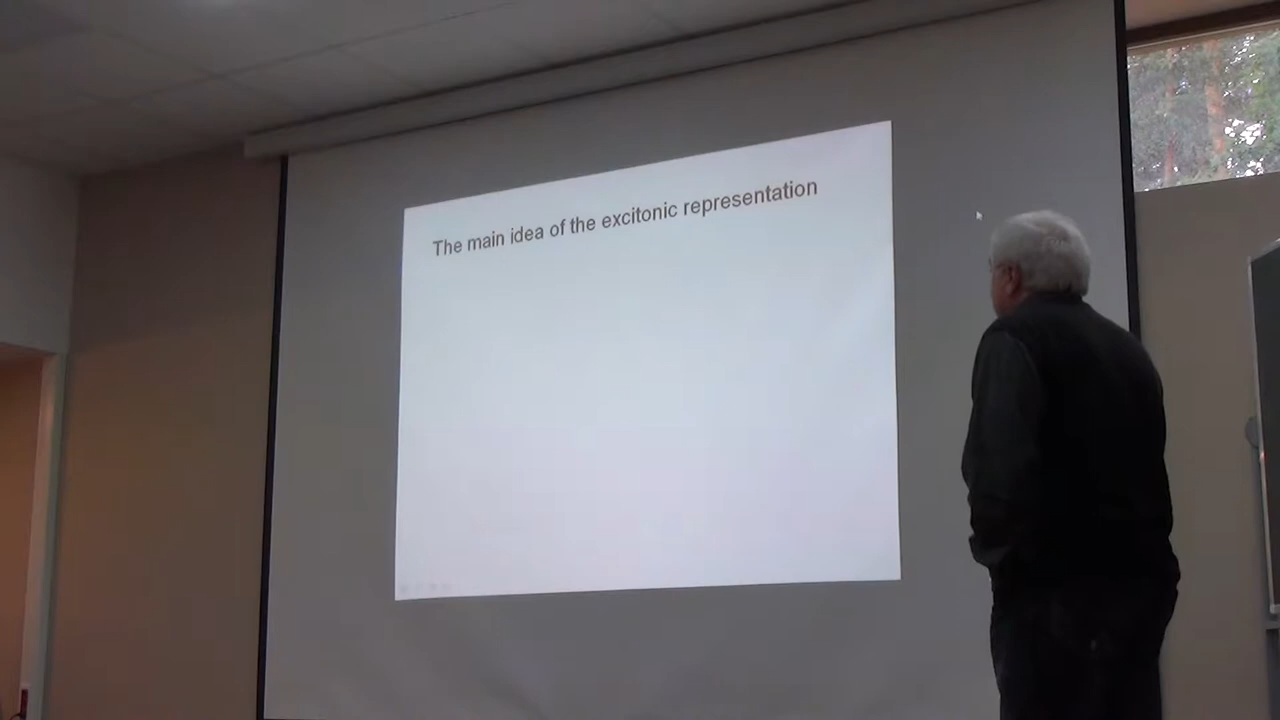 The main idea of the excitonic representation